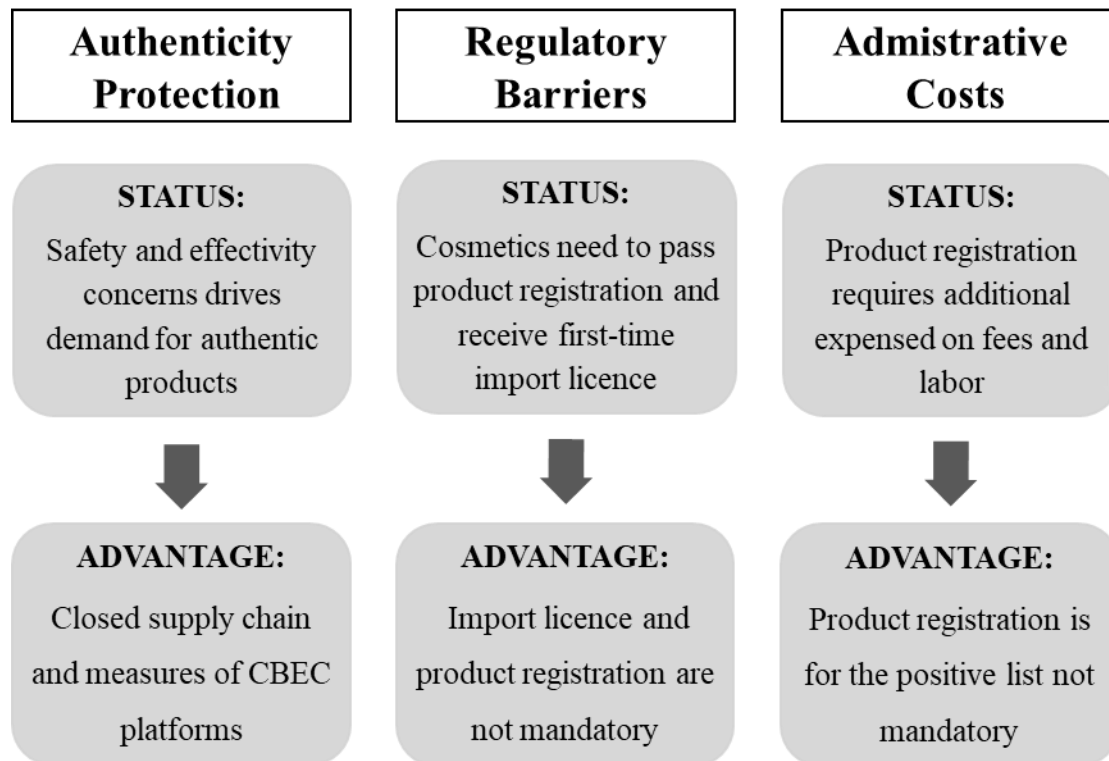 Authenticity
Protection
STATUS:
Safety and effectivity
concerns drives
demand for authentic
products
ADVANTAGE:
Closed supply chain
and measures of CBEC
platforms
Regulatory
Barriers
STATUS:
Cosmetics need to pass
product registration and
receive first-time
import licence
ADVANTAGE:
Import licence and
product registration are
not mandatory
Admistrative
Costs
STATUS:
Product registration
requires additional
expensed on fees and
labor
ADVANTAGE:
Product registration is
for the positive list not
mandatory